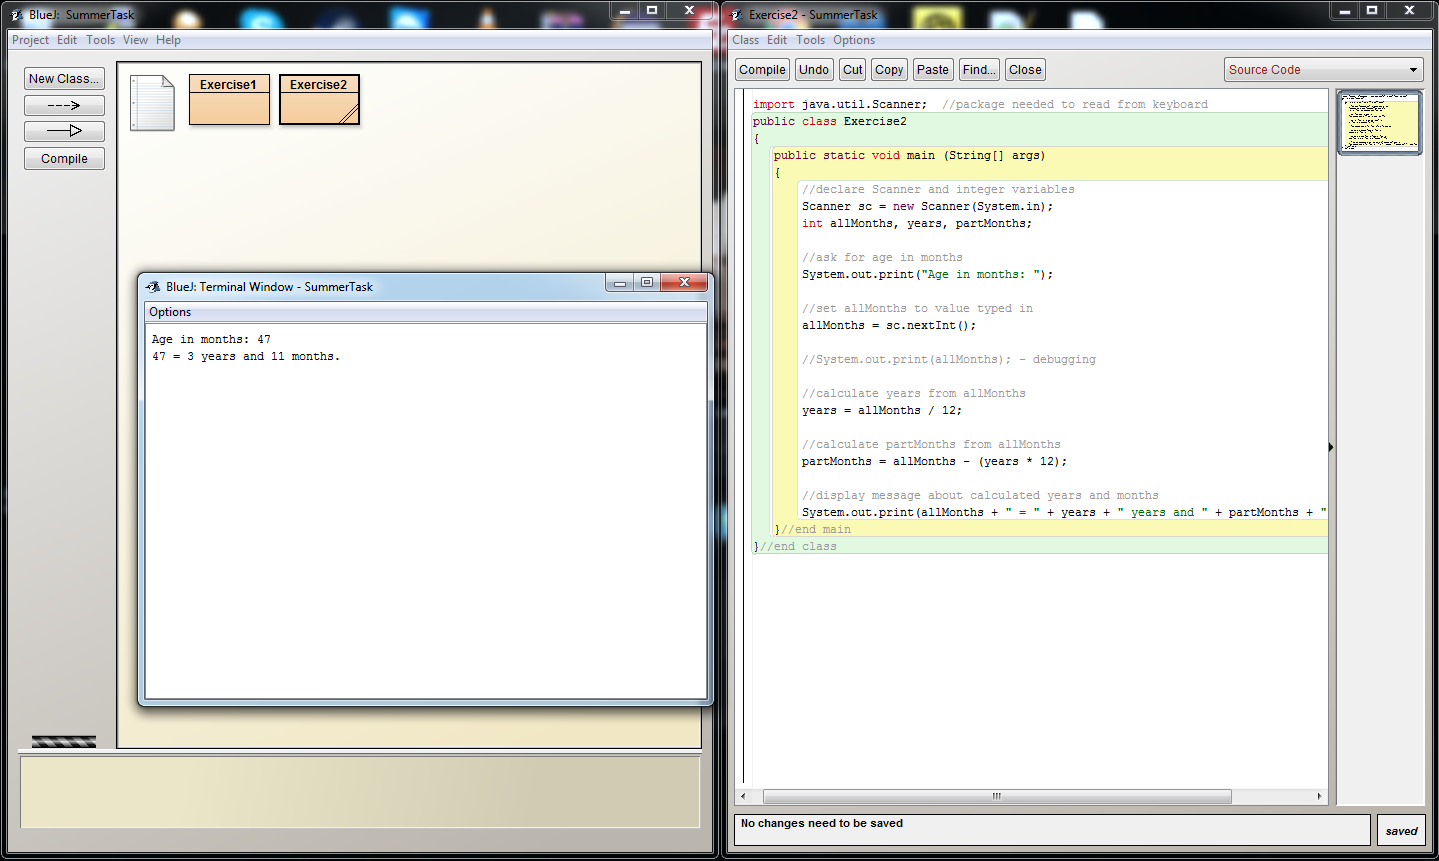 BlueJ: SummerTask
Project Edit Tools View Help
New Class...
Compile
Exercise1
Exercise2
BlueJ: Terminal Window - SummerTask
Options
Age in months: 47
47 = 3 years and 11 months.
Exercise2 - SummerTask
Class Edit Tools Options
Compile Undo Cut Copy Paste Find... Close Source Code
import java.util.Scanner;  //package needed to read from keyboard
public class Exercise2
{
public static void main (String[] args)
{
//declare Scanner and integer variables
Scanner sc = new Scanner(System.in);
int allMonths, years, partMonths;
//ask for age in months
System.out.print("Age in months: ");
//set allMonths to value typed in
allMonths = sc.nextInt();
//System.out.print(allMonths); - debugging
//calculate years from allMonths
years = allMonths / 12;
//calculate partMonths from allMonths
partMonths = allMonths - (years * 12);
//display message about calculated years and months
System.out.print(allMonths + " = " + years + " years and " + partMonths + "
}//end main
}//end class
No changes need to be saved
saved